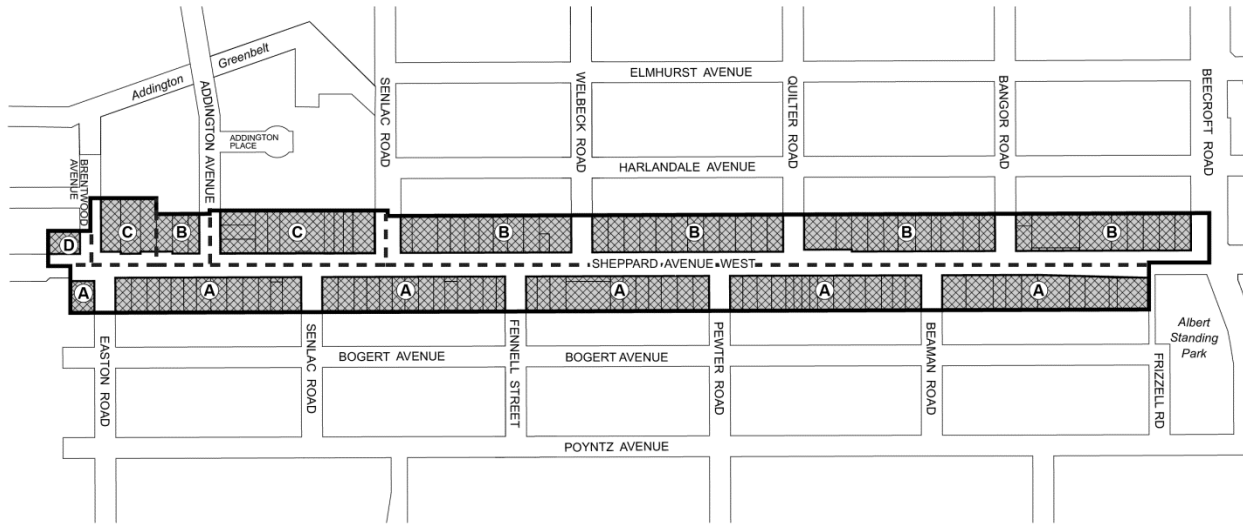 ELMHURST AVENUE
Addington Greenbelt
ADDINGTON AVENUE
ADDINGTON
PLACE
SENLAC ROAD
WELBECK ROAD
QUILTER ROAD
BANGOR ROAD
BEECROFT ROAD
HARLANDALE AVENUE
BRENTWOOD
AVENUE
D
C
B
C
B
B
B
B
SHEPPARD AVENUE WEST
A
A
A
A
A
A
EASTON ROAD
SENLAC ROAD
FENNELL STREET
PEWTER ROAD
BEAMAN ROAD
FRIZZELL RD
Albert
Standing
Park
BOGERT AVENUE
BOGERT AVENUE
POYNTZ AVENUE